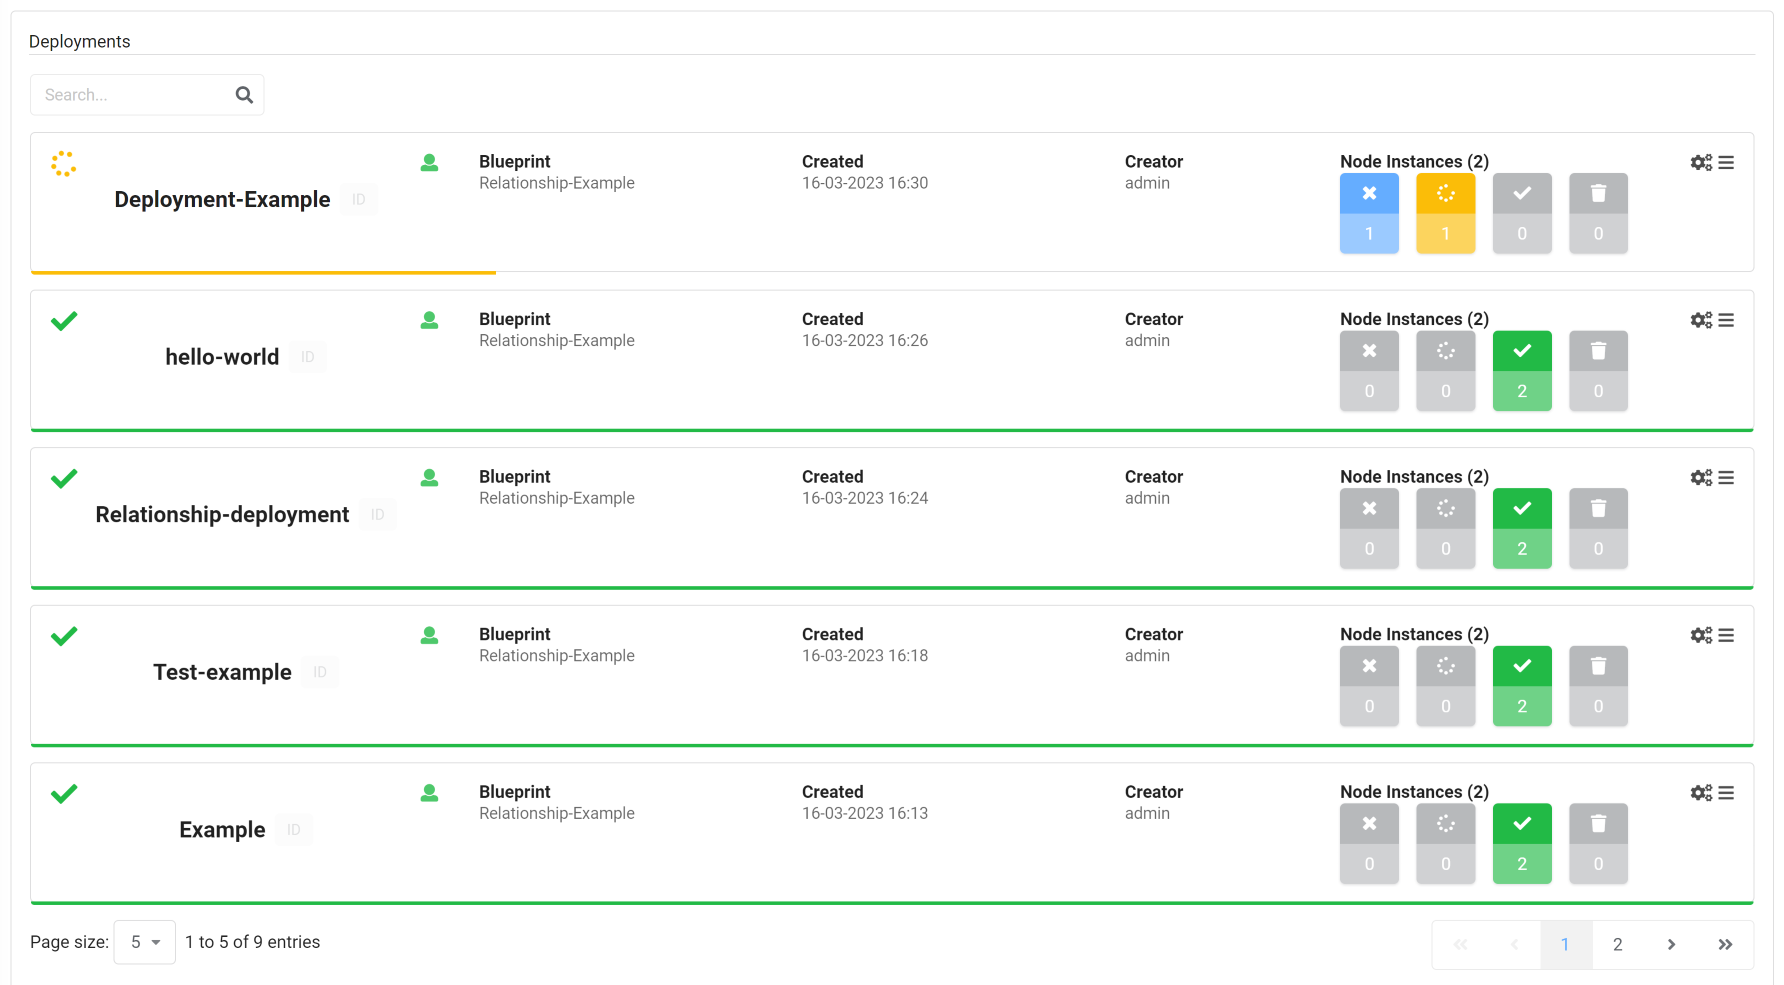 Deployments
Search...
Blueprint Created Creator Node Instances (2)
Relationship-Example 16-03-2023 16:30 admin
Deployment-Example ID
1 1 0 0
Blueprint Created Creator Node Instances (2)
Relationship-Example 16-03-2023 16:26 admin
hello-world ID
0 0 2 0
Blueprint Created Creator Node Instances (2)
Relationship-Example 16-03-2023 16:24 admin
Relationship-deployment ID
0 0 2 0
Blueprint Created Creator Node Instances (2)
Relationship-Example 16-03-2023 16:18 admin
Test-example ID
0 0 2 0
Blueprint Created Creator Node Instances (2)
Relationship-Example 16-03-2023 16:13 admin
Example ID
0 0 2 0
Page size: 5 1 to 5 of 9 entries « ‹ 1 2 › »